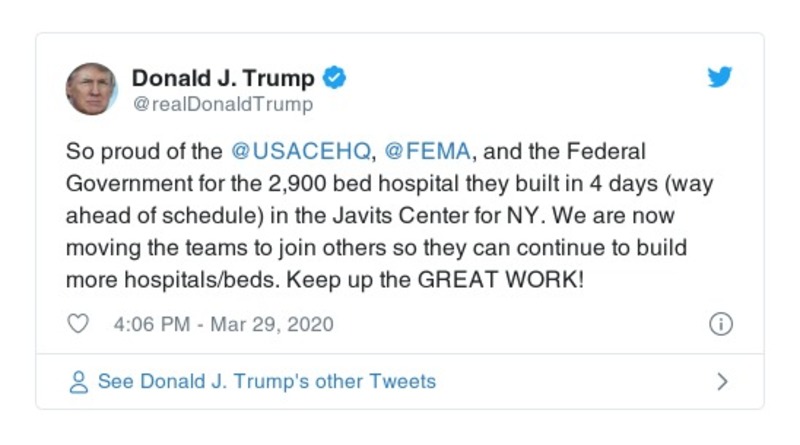 Donald J. Trump
@realDonaldTrump
So proud of the @USACEHQ, @FEMA, and the Federal
Government for the 2,900 bed hospital they built in 4 days (way
ahead of schedule) in the Javits Center for NY. We are now
moving the teams to join others so they can continue to build
more hospitals/beds. Keep up the GREAT WORK!
4:06 PM - Mar 29, 2020
See Donald J. Trump's other Tweets